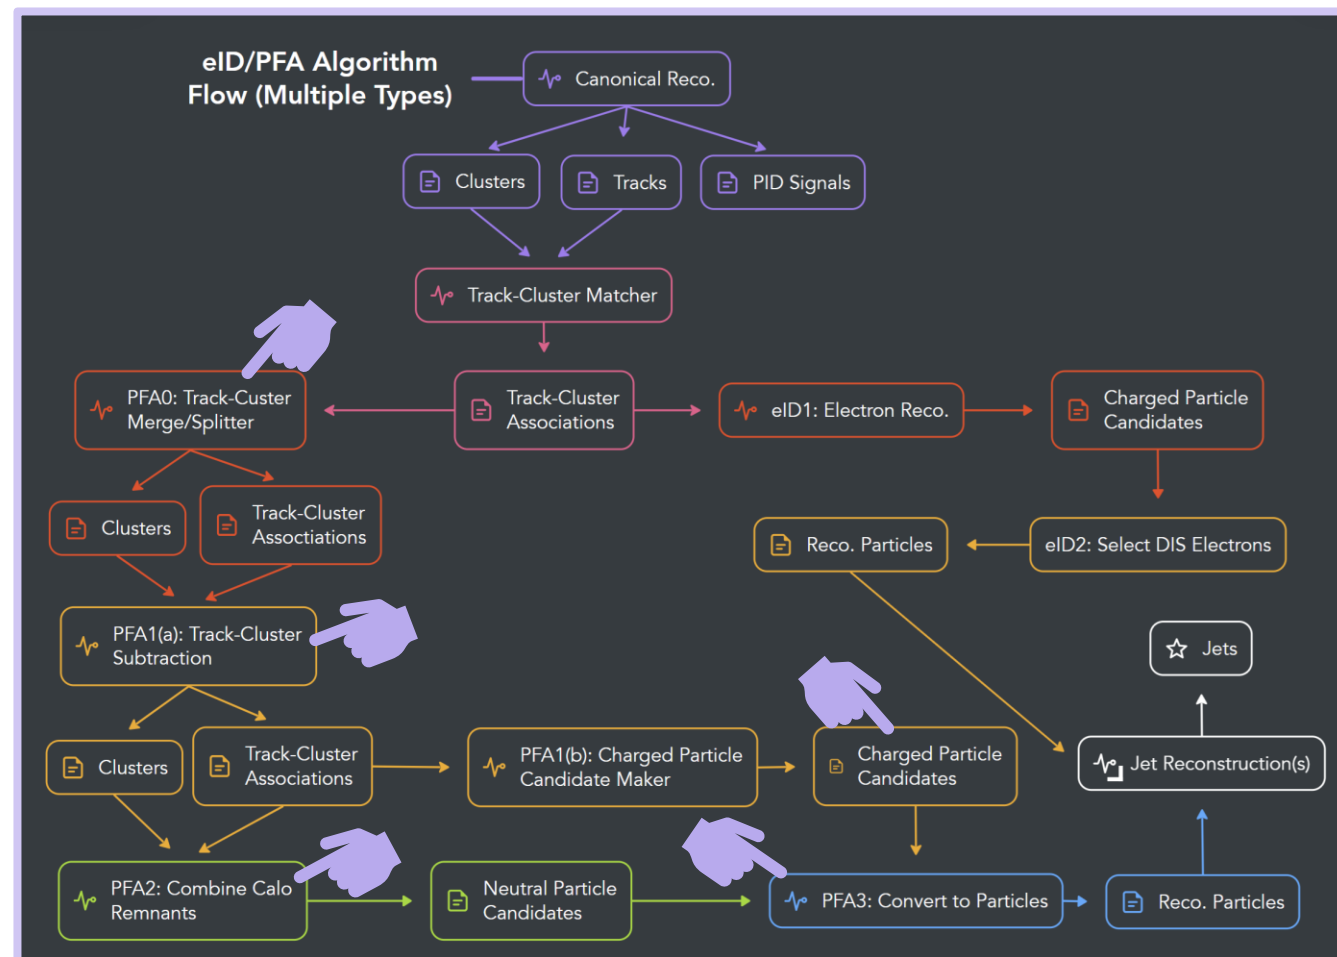 eID/PFA Algorithm
Flow (Multiple Types)
Canonical Reco.
Clusters
Tracks
PID Signals
Track-Cluster Matcher
PFA0: Track-Custer
Merge/Splitter
Track-Cluster
Associations
eID1: Electron Reco.
Charged Particle
Candidates
Clusters
Track-Cluster
Assoctiations
Reco. Particles
eID2: Select DIS Electrons
PFA1(a): Track-Cluster
Subtraction
Jets
Clusters
Track-Cluster
Associations
PFA1(b): Charged Particle
Candidate Maker
Charged Particle
Candidates
Jet Reconstruction(s)
PFA2: Combine Calo
Remnants
Neutral Particle
Candidates
PFA3: Convert to Particles
Reco. Particles